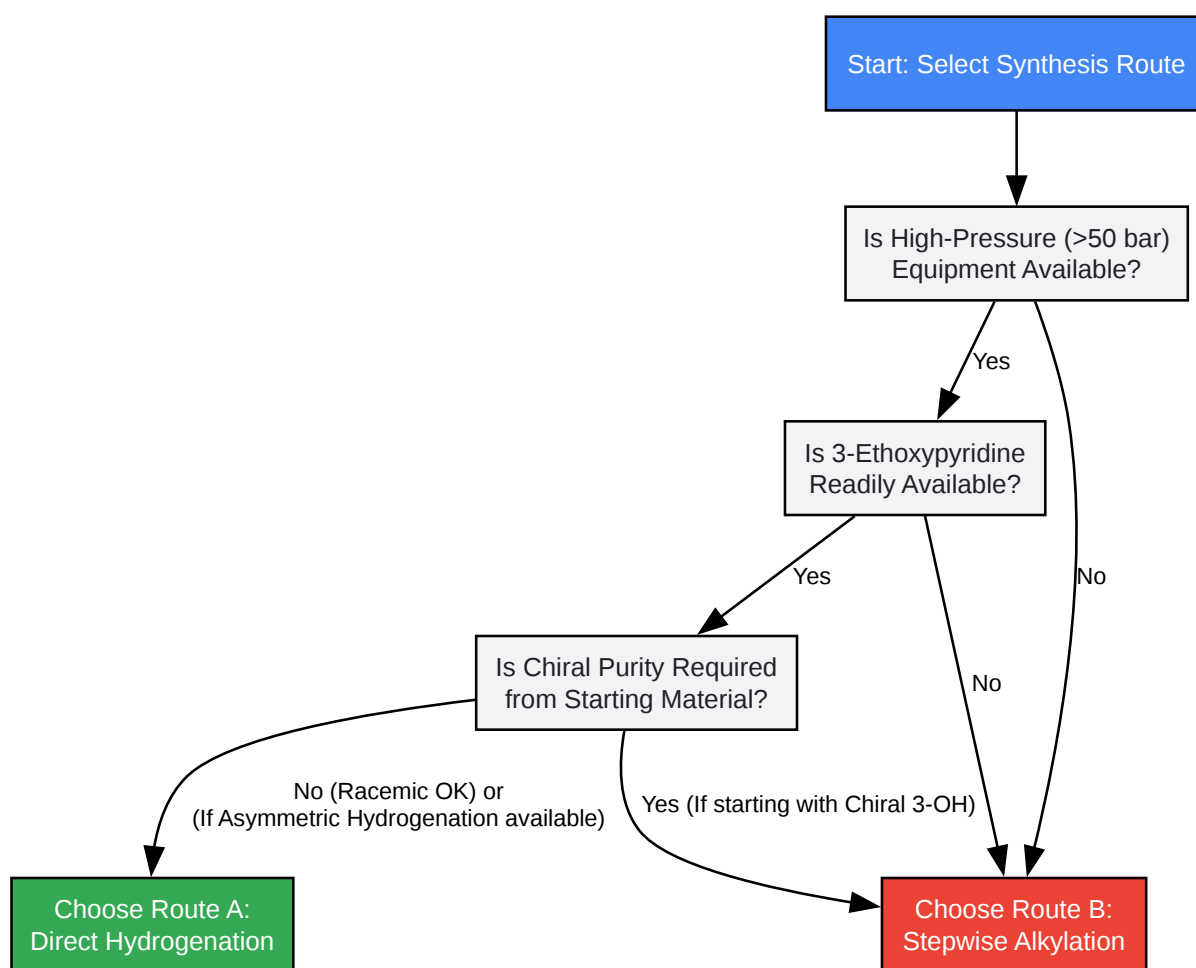 Start: Select Synthesis Route
Is High-Pressure (>50 bar)
Equipment Available?
Yes
Is 3-Ethoxypyridine
Readily Available?
Yes
No
Is Chiral Purity Required
from Starting Material?
No
No (Racemic OK) or
(If Asymmetric Hydrogenation available)
Yes (If starting with Chiral 3-OH)
Choose Route A:
Direct Hydrogenation
Choose Route B:
Stepwise Alkylation